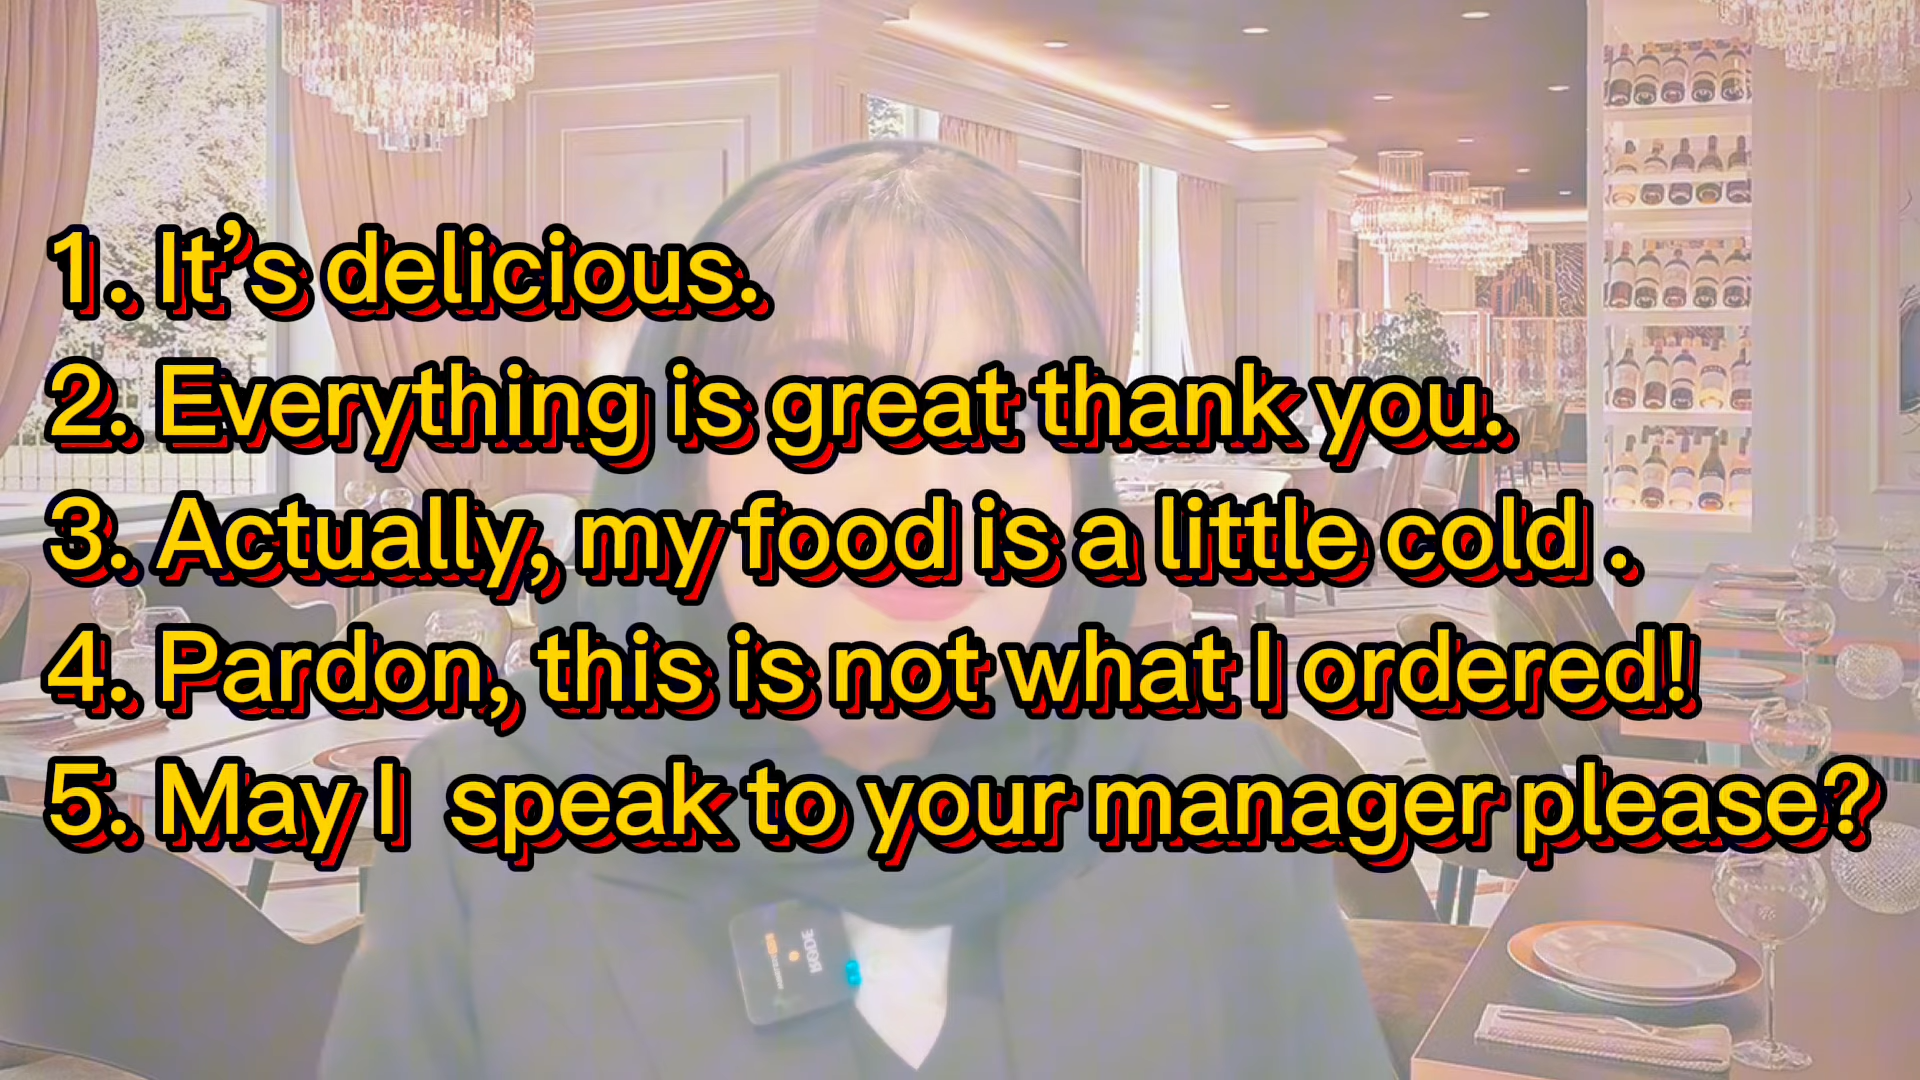 1. It’s delicious.
2. Everything is great thank you.
3. Actually, my food is a little cold .
4. Pardon, this is not what I ordered!
5. May I  speak to your manager please?
RODE